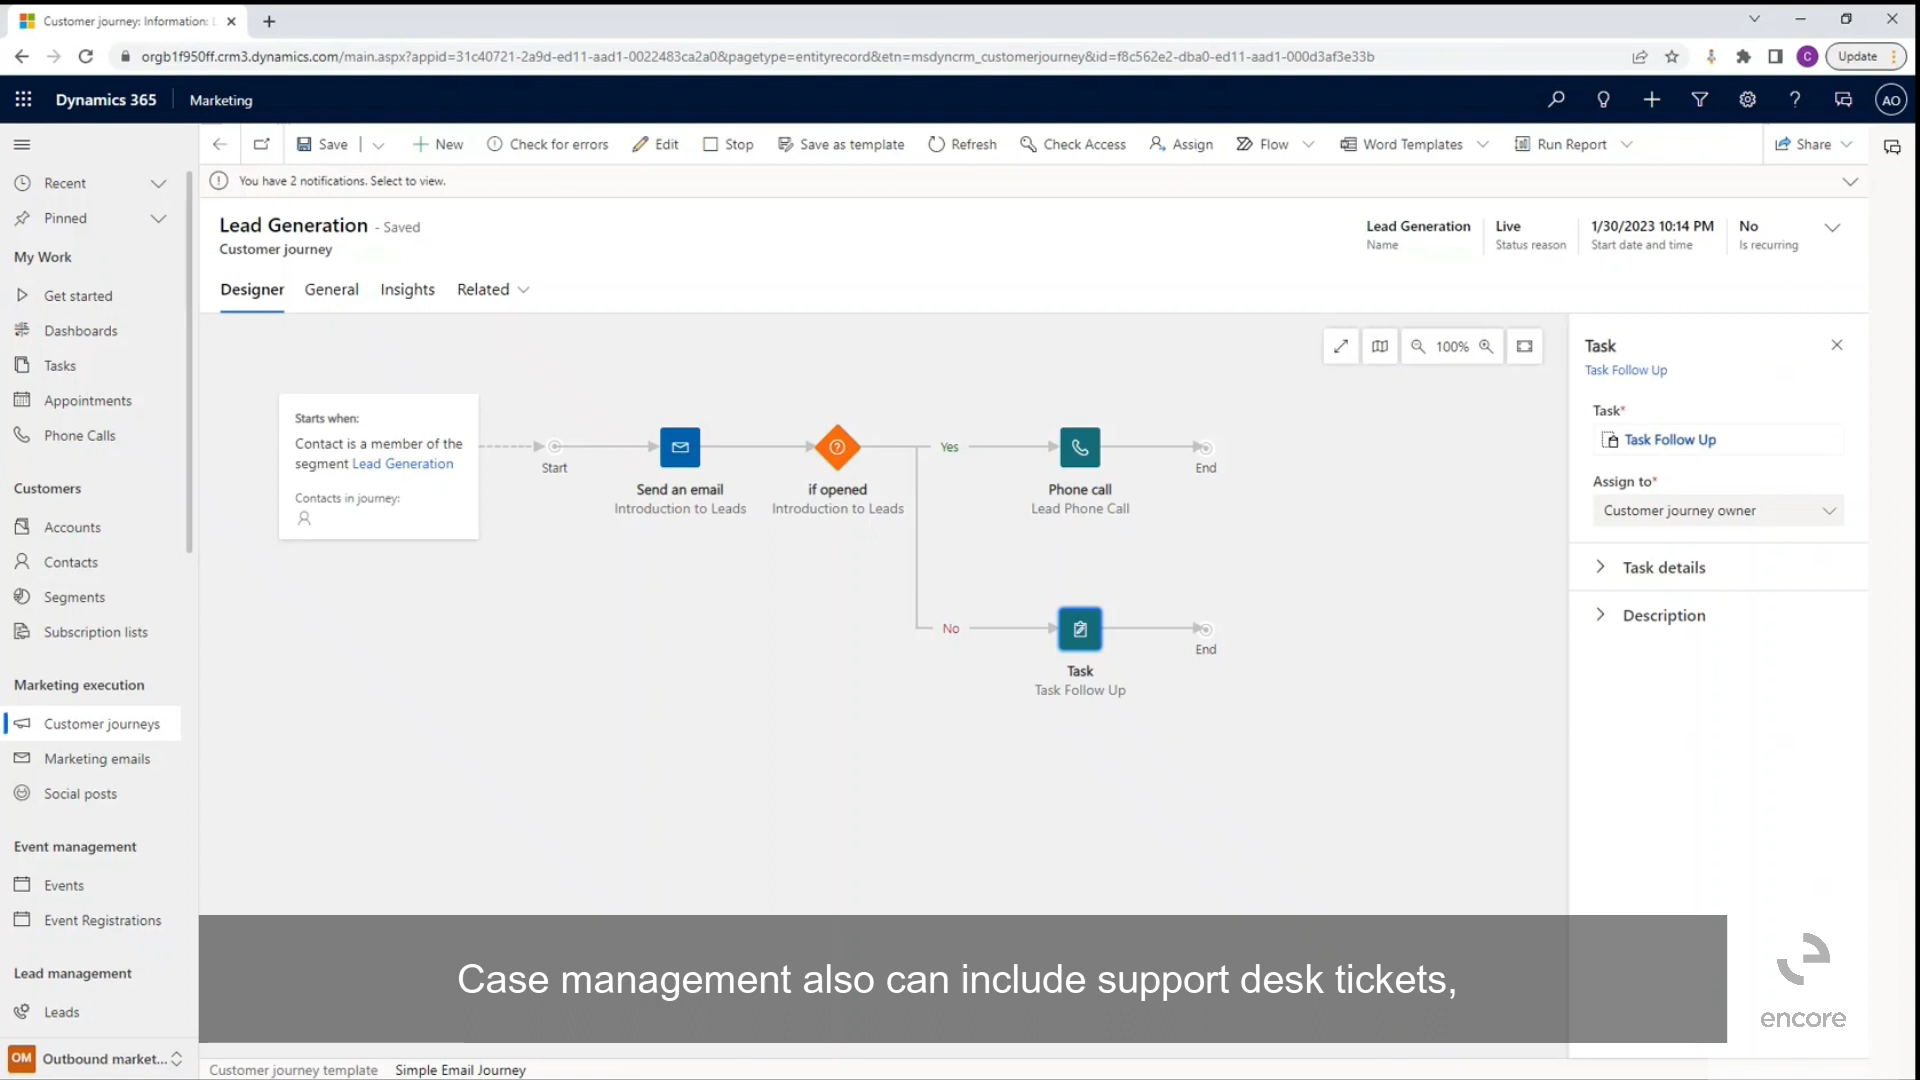 Customer journey: Information: L
orgb1f950ff.crm3.dynamics.com/main.aspx?appid=31c40721-2a9d-ed11-aad1-0022483ca2a0&pagetype=entityrecord&etn=msdyncrm_customerjourney&id=f8c562e2-dba0-ed11-aad1-000d3af3e33b
C
Update
Dynamics 365
Marketing
AO
Save
New
Check for errors
Edit
Stop
Save as template
Refresh
Check Access
Assign
Flow
Word Templates
Run Report
Share
Recent
Pinned
My Work
Get started
Dashboards
Tasks
Appointments
Phone Calls
Customers
Accounts
Contacts
Segments
Subscription lists
Marketing execution
Customer journeys
Marketing emails
Social posts
Event management
Events
Event Registrations
Lead management
Leads
OM
Outbound market...
You have 2 notifications. Select to view.
Lead Generation - Saved
Customer journey
Lead Generation
Name
Live
Status reason
1/30/2023 10:14 PM
Start date and time
No
Is recurring
Designer
General
Insights
Related
100%
Starts when:
Contact is a member of the
segment Lead Generation
Contacts in journey:
Start
Send an email
Introduction to Leads
if opened
Introduction to Leads
Yes
Phone call
Lead Phone Call
End
No
Task
Task Follow Up
End
Task
Task Follow Up
Task*
Task Follow Up
Assign to*
Customer journey owner
Task details
Description
Case management also can include support desk tickets,
encore
Customer journey template
Simple Email Journey